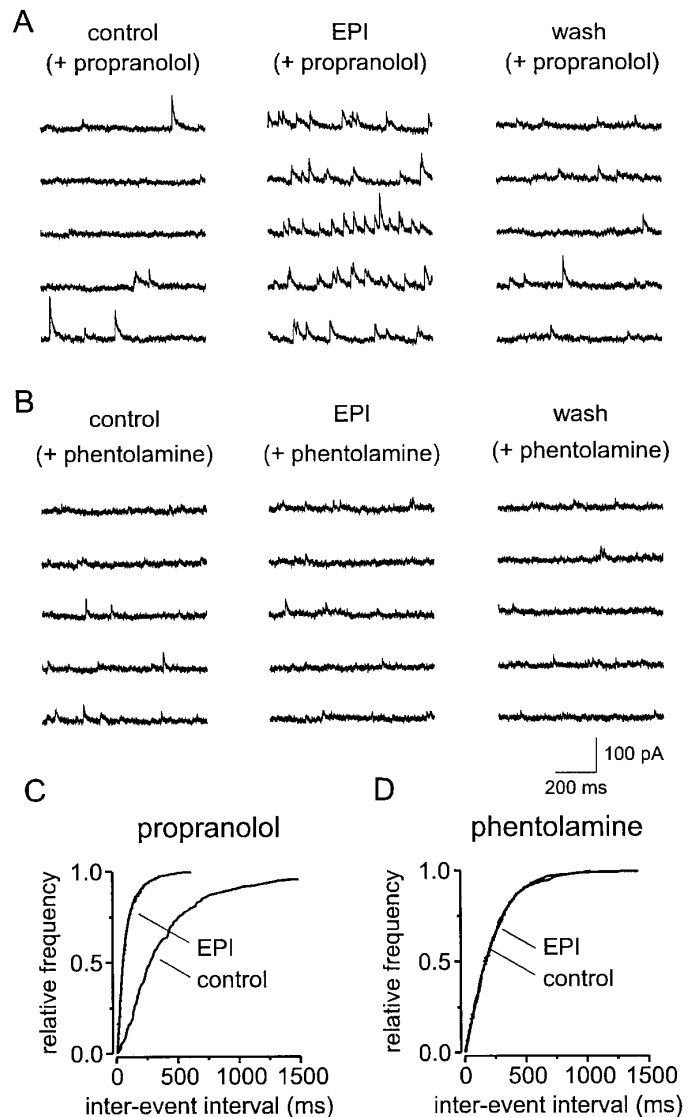 A
control
(+ propranolol)
EPI
(+ propranolol)
wash
(+ propranolol)
B
control
(+ phentolamine)
EPI
(+ phentolamine)
wash
(+ phentolamine)
100 pA
200 ms
C
propranolol
relative frequency
1.0
0.5
0.0
EPI
control
0 500 1000 1500
inter-event interval (ms)
D
phentolamine
relative frequency
1.0
0.5
0.0
EPI
control
0 500 1000 1500
inter-event interval (ms)